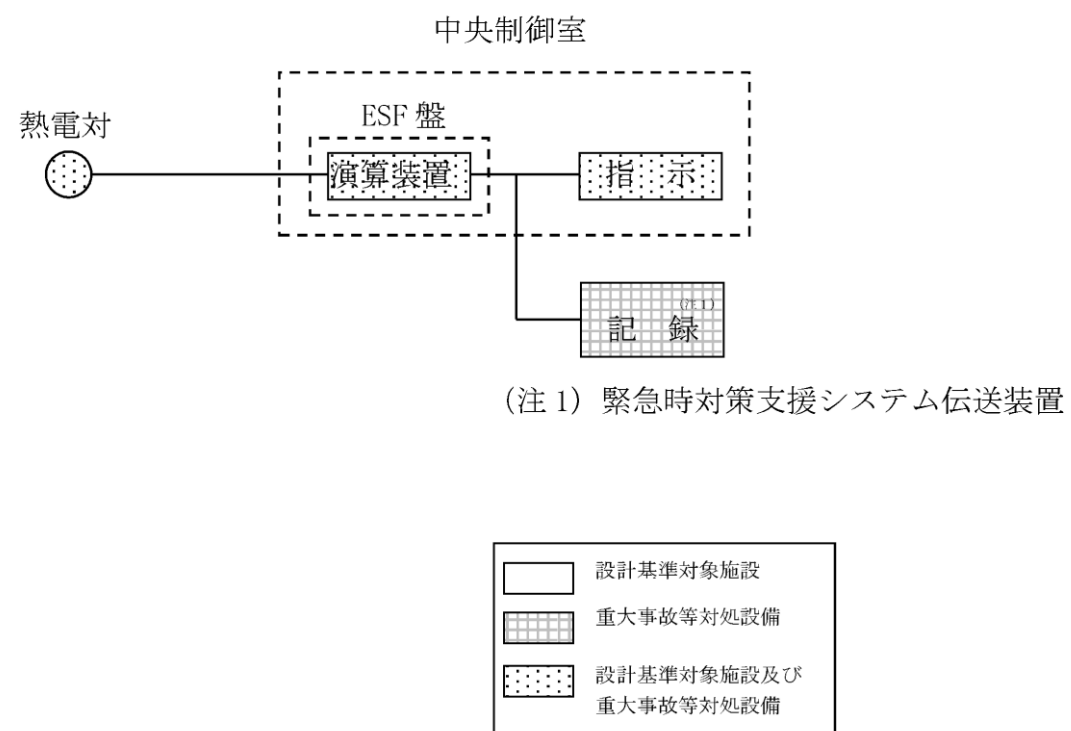 中央制御室
ESF 盤
熱電対
演算装置
指 示
(注1)
記 録
(注 1) 緊急時対策支援システム伝送装置
設計基準対象施設
重大事故等対処設備
設計基準対象施設及び
重大事故等対処設備